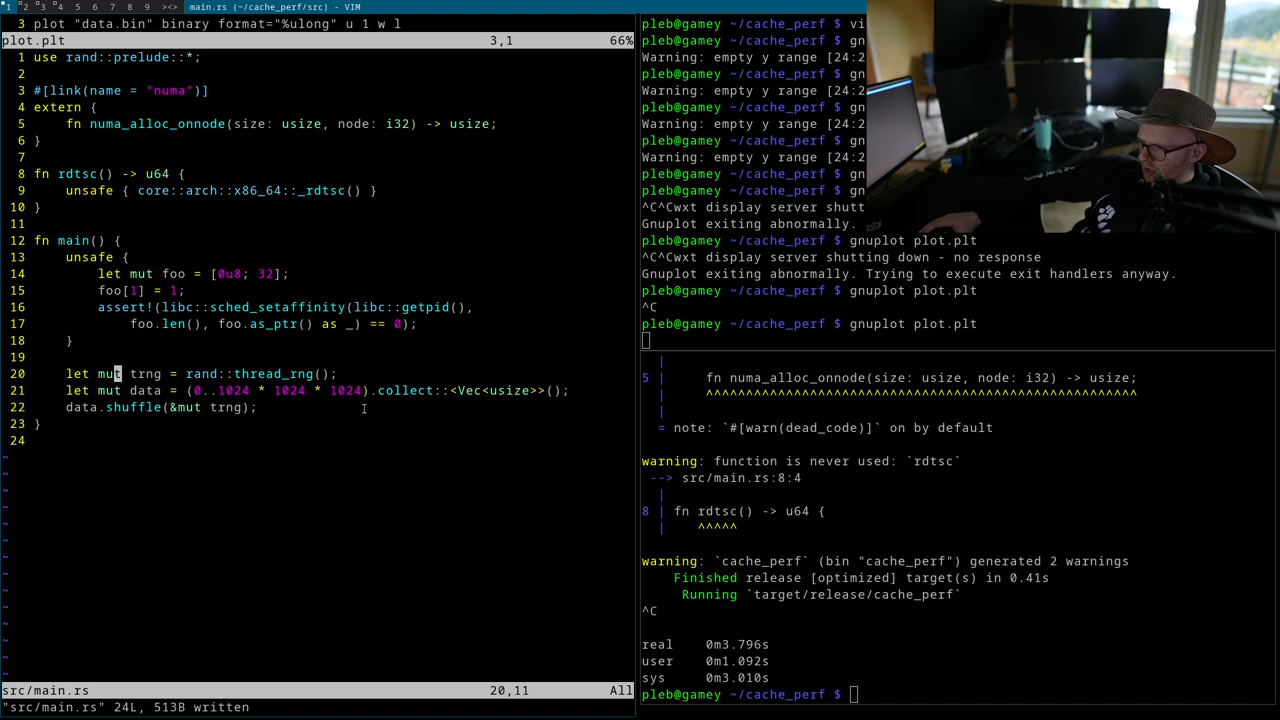 1 2 3 4 5 6 7 8 9 ><> main.rs (~/cache_perf/src) - VIM
3 plot "data.bin" binary format="%ulong" u 1 w l
plot.plt 3,1 66%
1 use rand::prelude::*;
2
3 #[link(name = "numa")]
4 extern {
5 fn numa_alloc_onnode(size: usize, node: i32) -> usize;
6 }
7
8 fn rdtsc() -> u64 {
9 unsafe { core::arch::x86_64::_rdtsc() }
10 }
11
12 fn main() {
13 unsafe {
14 let mut foo = [0u8; 32];
15 foo[1] = 1;
16 assert!(libc::sched_setaffinity(libc::getpid(),
17 foo.len(), foo.as_ptr() as _) == 0);
18 }
19
20 let mut trng = rand::thread_rng();
21 let mut data = (0..1024 * 1024 * 1024).collect::<Vec<usize>>();
22 data.shuffle(&mut trng);
23 }
24
~
~
~
~
~
~
~
~
~
~
~
~
~
~
src/main.rs 20,11 All
"src/main.rs" 24L, 513B written
pleb@gamey ~/cache_perf $ vi
pleb@gamey ~/cache_perf $ gn
Warning: empty y range [24:2
pleb@gamey ~/cache_perf $ gn
Warning: empty y range [24:2
pleb@gamey ~/cache_perf $ gn
Warning: empty y range [24:2
pleb@gamey ~/cache_perf $ gn
Warning: empty y range [24:2
pleb@gamey ~/cache_perf $ gn
pleb@gamey ~/cache_perf $ gn
^C^Cwxt display server shutt
Gnuplot exiting abnormally.
pleb@gamey ~/cache_perf $ gnuplot plot.plt
^C^Cwxt display server shutting down - no response
Gnuplot exiting abnormally. Trying to execute exit handlers anyway.
pleb@gamey ~/cache_perf $ gnuplot plot.plt
^C
pleb@gamey ~/cache_perf $ gnuplot plot.plt
|
5 | fn numa_alloc_onnode(size: usize, node: i32) -> usize;
| ^^^^^^^^^^^^^^^^^^^^^^^^^^^^^^^^^^^^^^^^^^^^^^^^^^^^^^
|
= note: `#[warn(dead_code)]` on by default
warning: function is never used: `rdtsc`
--> src/main.rs:8:4
|
8 | fn rdtsc() -> u64 {
| ^^^^^
warning: `cache_perf` (bin "cache_perf") generated 2 warnings
Finished release [optimized] target(s) in 0.41s
Running `target/release/cache_perf`
^C
real 0m3.796s
user 0m1.092s
sys 0m3.010s
pleb@gamey ~/cache_perf $